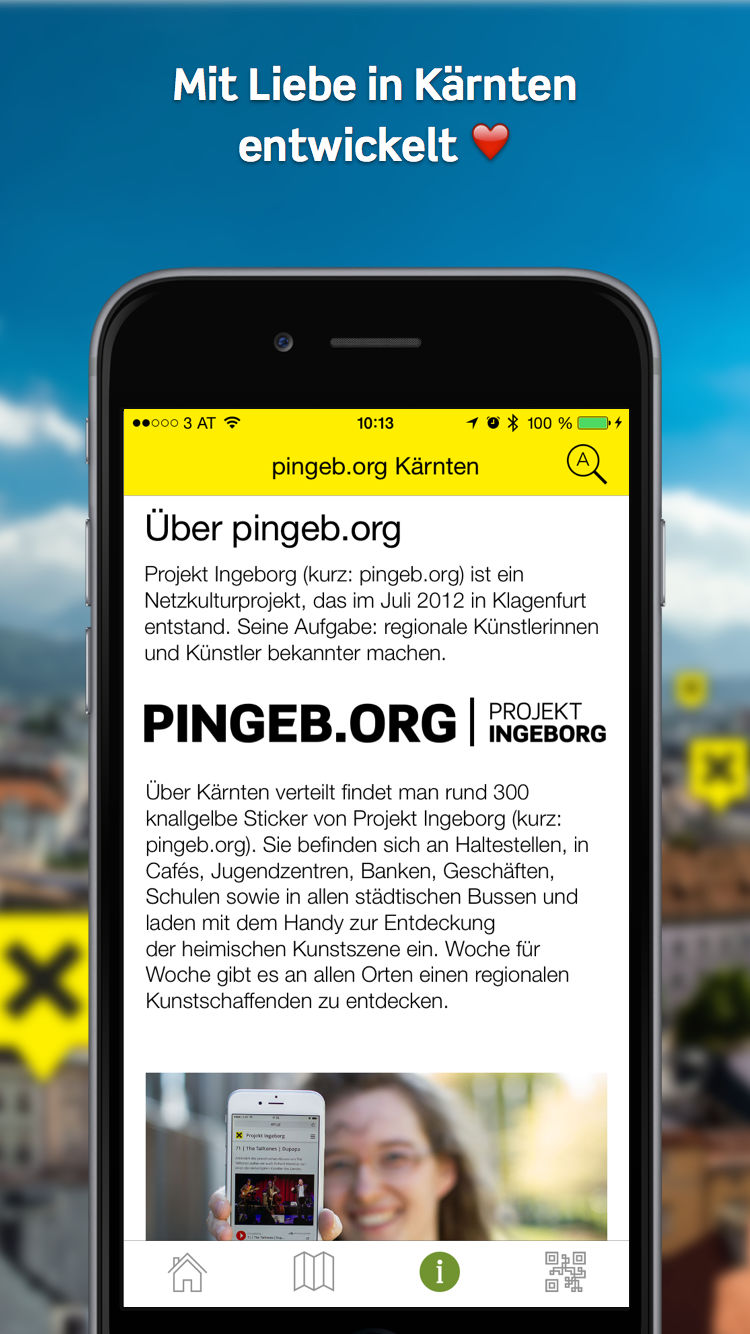 Mit Liebe in Kärnten
entwickelt ❤️
3 AT
10:13
100 %
pingeb.org Kärnten
A
Über pingeb.org
Projekt Ingeborg (kurz: pingeb.org) ist ein
Netzkulturprojekt, das im Juli 2012 in Klagenfurt
entstand. Seine Aufgabe: regionale Künstlerinnen
und Künstler bekannter machen.
PINGEB.ORG | PROJEKT
INGEBORG
Über Kärnten verteilt findet man rund 300
knallgelbe Sticker von Projekt Ingeborg (kurz:
pingeb.org). Sie befinden sich an Haltestellen, in
Cafés, Jugendzentren, Banken, Geschäften,
Schulen sowie in allen städtischen Bussen und
laden mit dem Handy zur Entdeckung
der heimischen Kunstszene ein. Woche für
Woche gibt es an allen Orten einen regionalen
Kunstschaffenden zu entdecken.
Projekt Ingeborg
71 | The Talltones | Dupapa
i